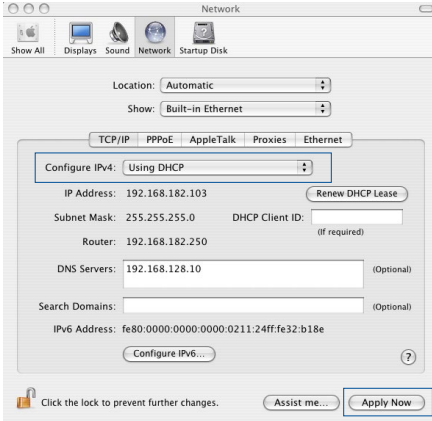 Network
Show All Displays Sound Network Startup Disk
Location: Automatic
Show: Built-in Ethernet
TCP/IP PPPoE AppleTalk Proxies Ethernet
Configure IPv4: Using DHCP
IP Address: 192.168.182.103 Renew DHCP Lease
Subnet Mask: 255.255.255.0 DHCP Client ID:
(If required)
Router: 192.168.182.250
DNS Servers: 192.168.128.10 (Optional)
Search Domains: (Optional)
IPv6 Address: fe80:0000:0000:0000:0211:24ff:fe32:b18e
Configure IPv6...
?
Click the lock to prevent further changes. Assist me... Apply Now